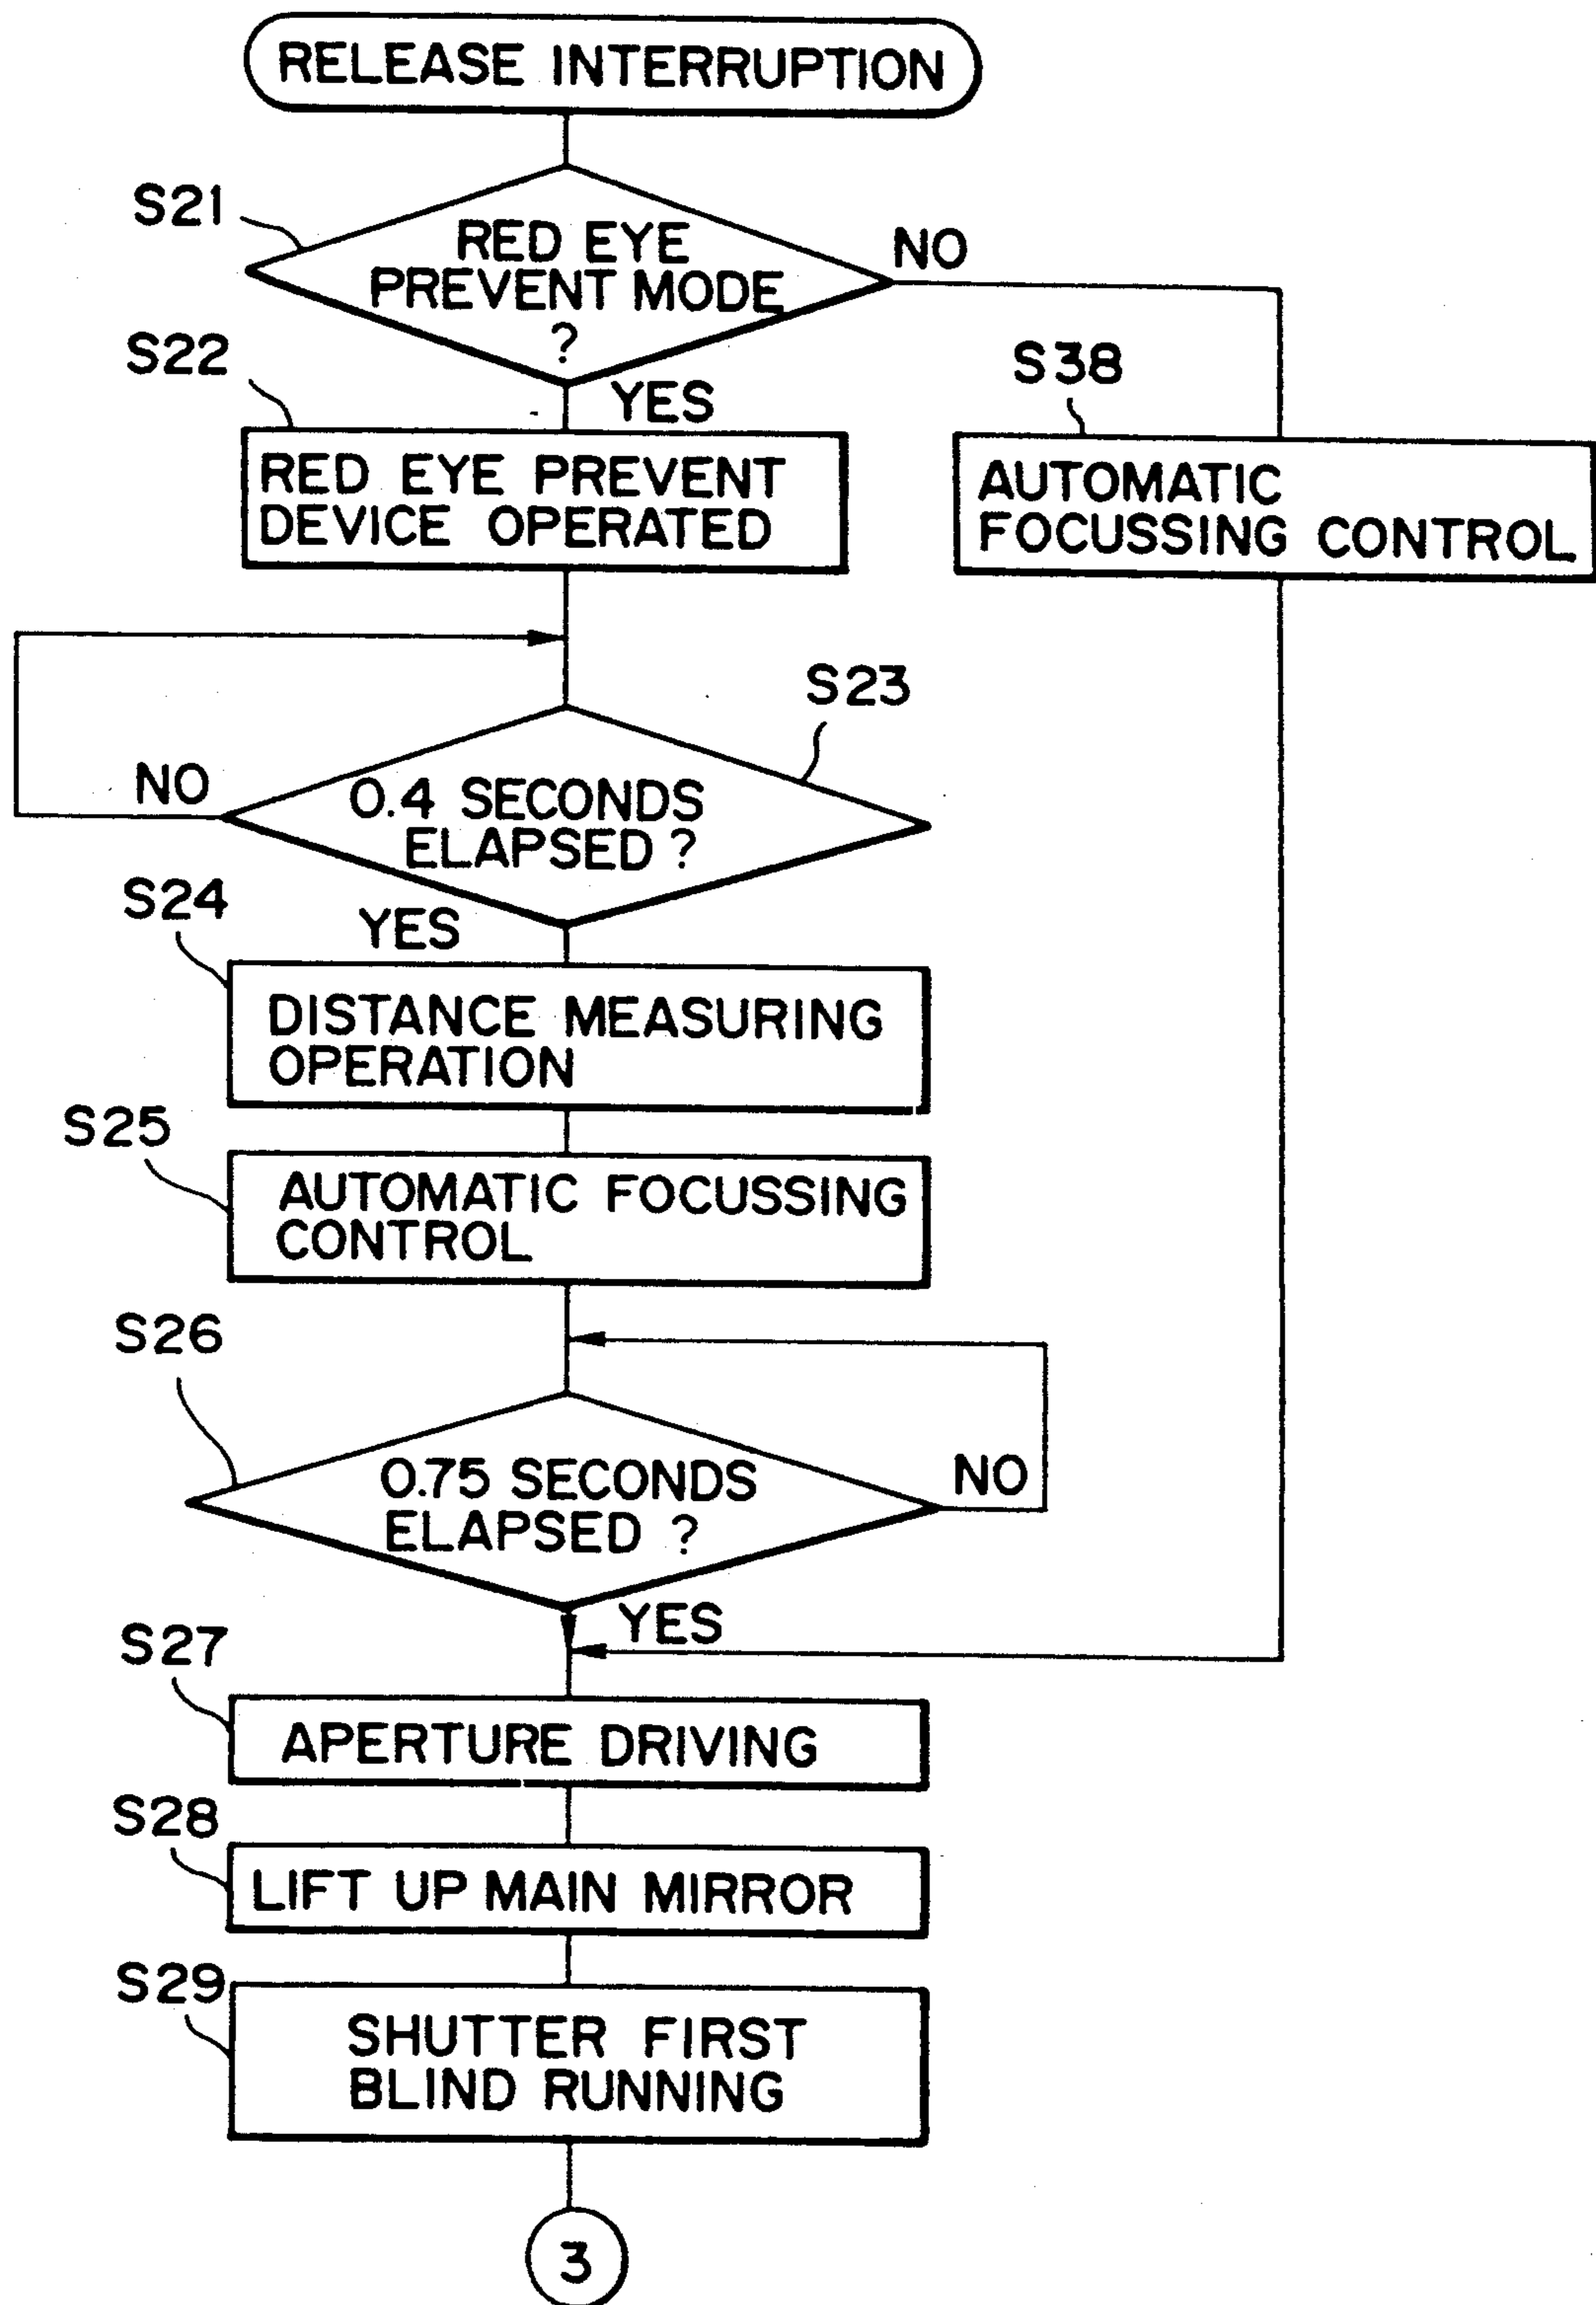 RELEASE INTERRUPTION
S21
RED EYE
PREVENT MODE
?
NO
YES
S22
RED EYE PREVENT
DEVICE OPERATED
S38
AUTOMATIC
FOCUSSING CONTROL
S23
0.4 SECONDS
ELAPSED ?
NO
YES
S24
DISTANCE MEASURING
OPERATION
S25
AUTOMATIC FOCUSSING
CONTROL
S26
0.75 SECONDS
ELAPSED ?
NO
YES
S27
APERTURE DRIVING
S28
LIFT UP MAIN MIRROR
S29
SHUTTER FIRST
BLIND RUNNING
3